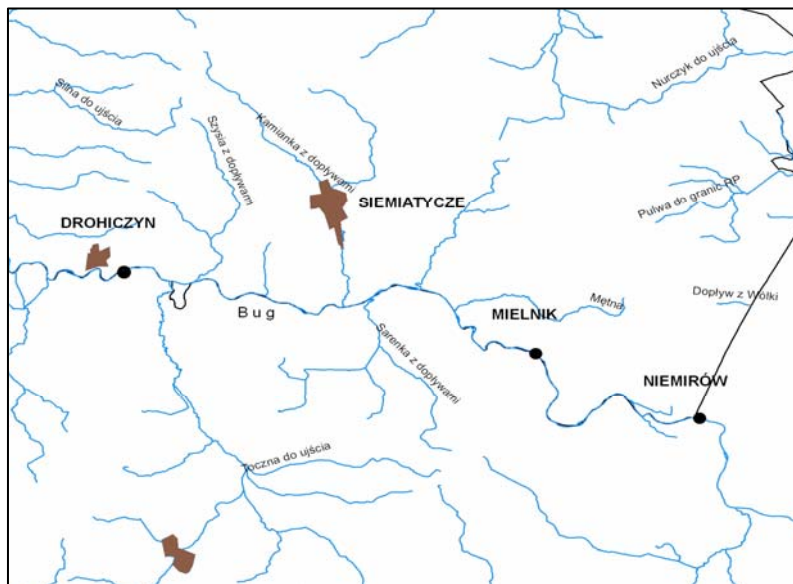 Nurczyk do ujścia
Silna do ujścia
Szysia z dopływami
Kamianka z dopływami
Pulwa do granic RP
SIEMIATYCZE
DROHICZYN
Dopływ z Wólki
Mętna
Bug
MIELNIK
Sarenka z dopływami
NIEMIRÓW
Toczna do ujścia